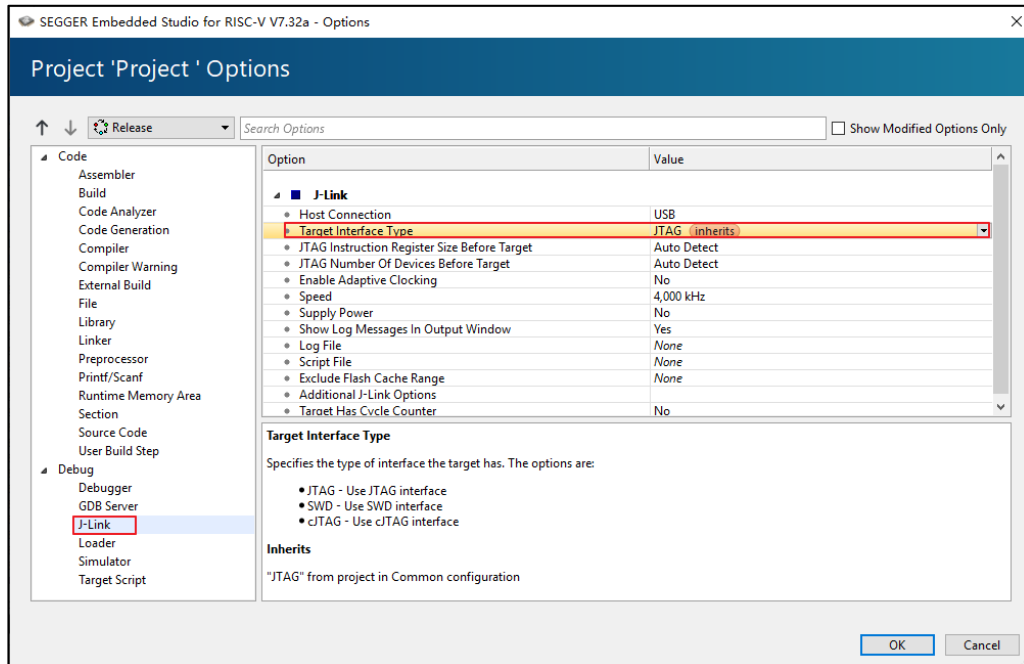 SEGGER Embedded Studio for RISC-V V7.32a - Options
Project 'Project ' Options
Release
Search Options
Show Modified Options Only
Code
Assembler
Build
Code Analyzer
Code Generation
Compiler
Compiler Warning
External Build
File
Library
Linker
Preprocessor
Printf/Scanf
Runtime Memory Area
Section
Source Code
User Build Step
Debug
Debugger
GDB Server
J-Link
Loader
Simulator
Target Script
Option Value
J-Link
Host Connection USB
Target Interface Type JTAG inherits
JTAG Instruction Register Size Before Target Auto Detect
JTAG Number Of Devices Before Target Auto Detect
Enable Adaptive Clocking No
Speed 4,000 kHz
Supply Power No
Show Log Messages In Output Window Yes
Log File None
Script File None
Exclude Flash Cache Range None
Additional J-Link Options
Target Has Cycle Counter No
Target Interface Type
Specifies the type of interface the target has. The options are:
• JTAG - Use JTAG interface
• SWD - Use SWD interface
• cJTAG - Use cJTAG interface
Inherits
"JTAG" from project in Common configuration
OK
Cancel